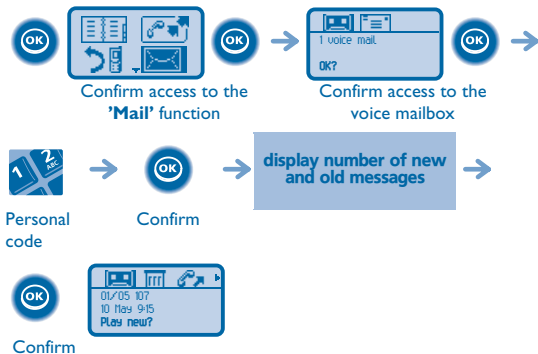 OK
OK
1 voice mail
OK?
OK
Confirm access to the
'Mail' function
Confirm access to the
voice mailbox
1 2 ABC
OK
display number of new
and old messages
Personal
code
Confirm
OK
01/05 107
10 May 9:15
Play new?
Confirm